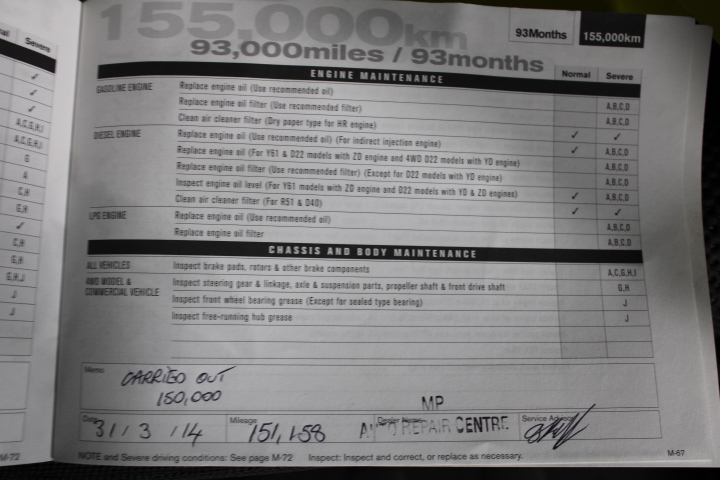 155,000km
93Months 155,000km
93,000miles / 93months
ENGINE MAINTENANCE Normal Severe
GASOLINE ENGINE Replace engine oil (Use recommended oil) A,B,C,D
Replace engine oil filter (Use recommended filter) A,B,C,D
Clean air cleaner filter (Dry paper type for HR engine) ✓ ✓
DIESEL ENGINE Replace engine oil (Use recommended oil) (For indirect injection engine) ✓ A,B,C,D
Replace engine oil (For Y61 & D22 models with ZD engine and 4WD D22 models with YD engine) A,B,C,D
Replace engine oil filter (Use recommended filter) (Except for D22 models with YD engine) A,B,C,D
Inspect engine oil level (For Y61 models with ZD engine and D22 models with YD & ZD engines) ✓ A,B,C,D
Clean air cleaner filter (For R51 & D40) ✓ ✓
LPG ENGINE Replace engine oil (Use recommended oil) A,B,C,D
Replace engine oil filter A,B,C,D
CHASSIS AND BODY MAINTENANCE
ALL VEHICLES Inspect brake pads, rotors & other brake components A,C,G,H,I
4WD MODEL & COMMERCIAL VEHICLE Inspect steering gear & linkage, axle & suspension parts, propeller shaft & front drive shaft G,H
Inspect front wheel bearing grease (Except for sealed type bearing) J
Inspect free-running hub grease J
Memo
CARRIED OUT
150,000
MP
Date 31/3/14 Mileage 151,158 Dealer Name REPAIR CENTRE Service Advisor
NOTE and Severe driving conditions: See page M-72 Inspect: Inspect and correct, or replace as necessary. M-67
Severe
✓
✓
✓
A,C,G,H,I
A,C,G,H,I
G
A
C,H
G,H
✓
C,H
G,H
G,H,J
J
J
M-72